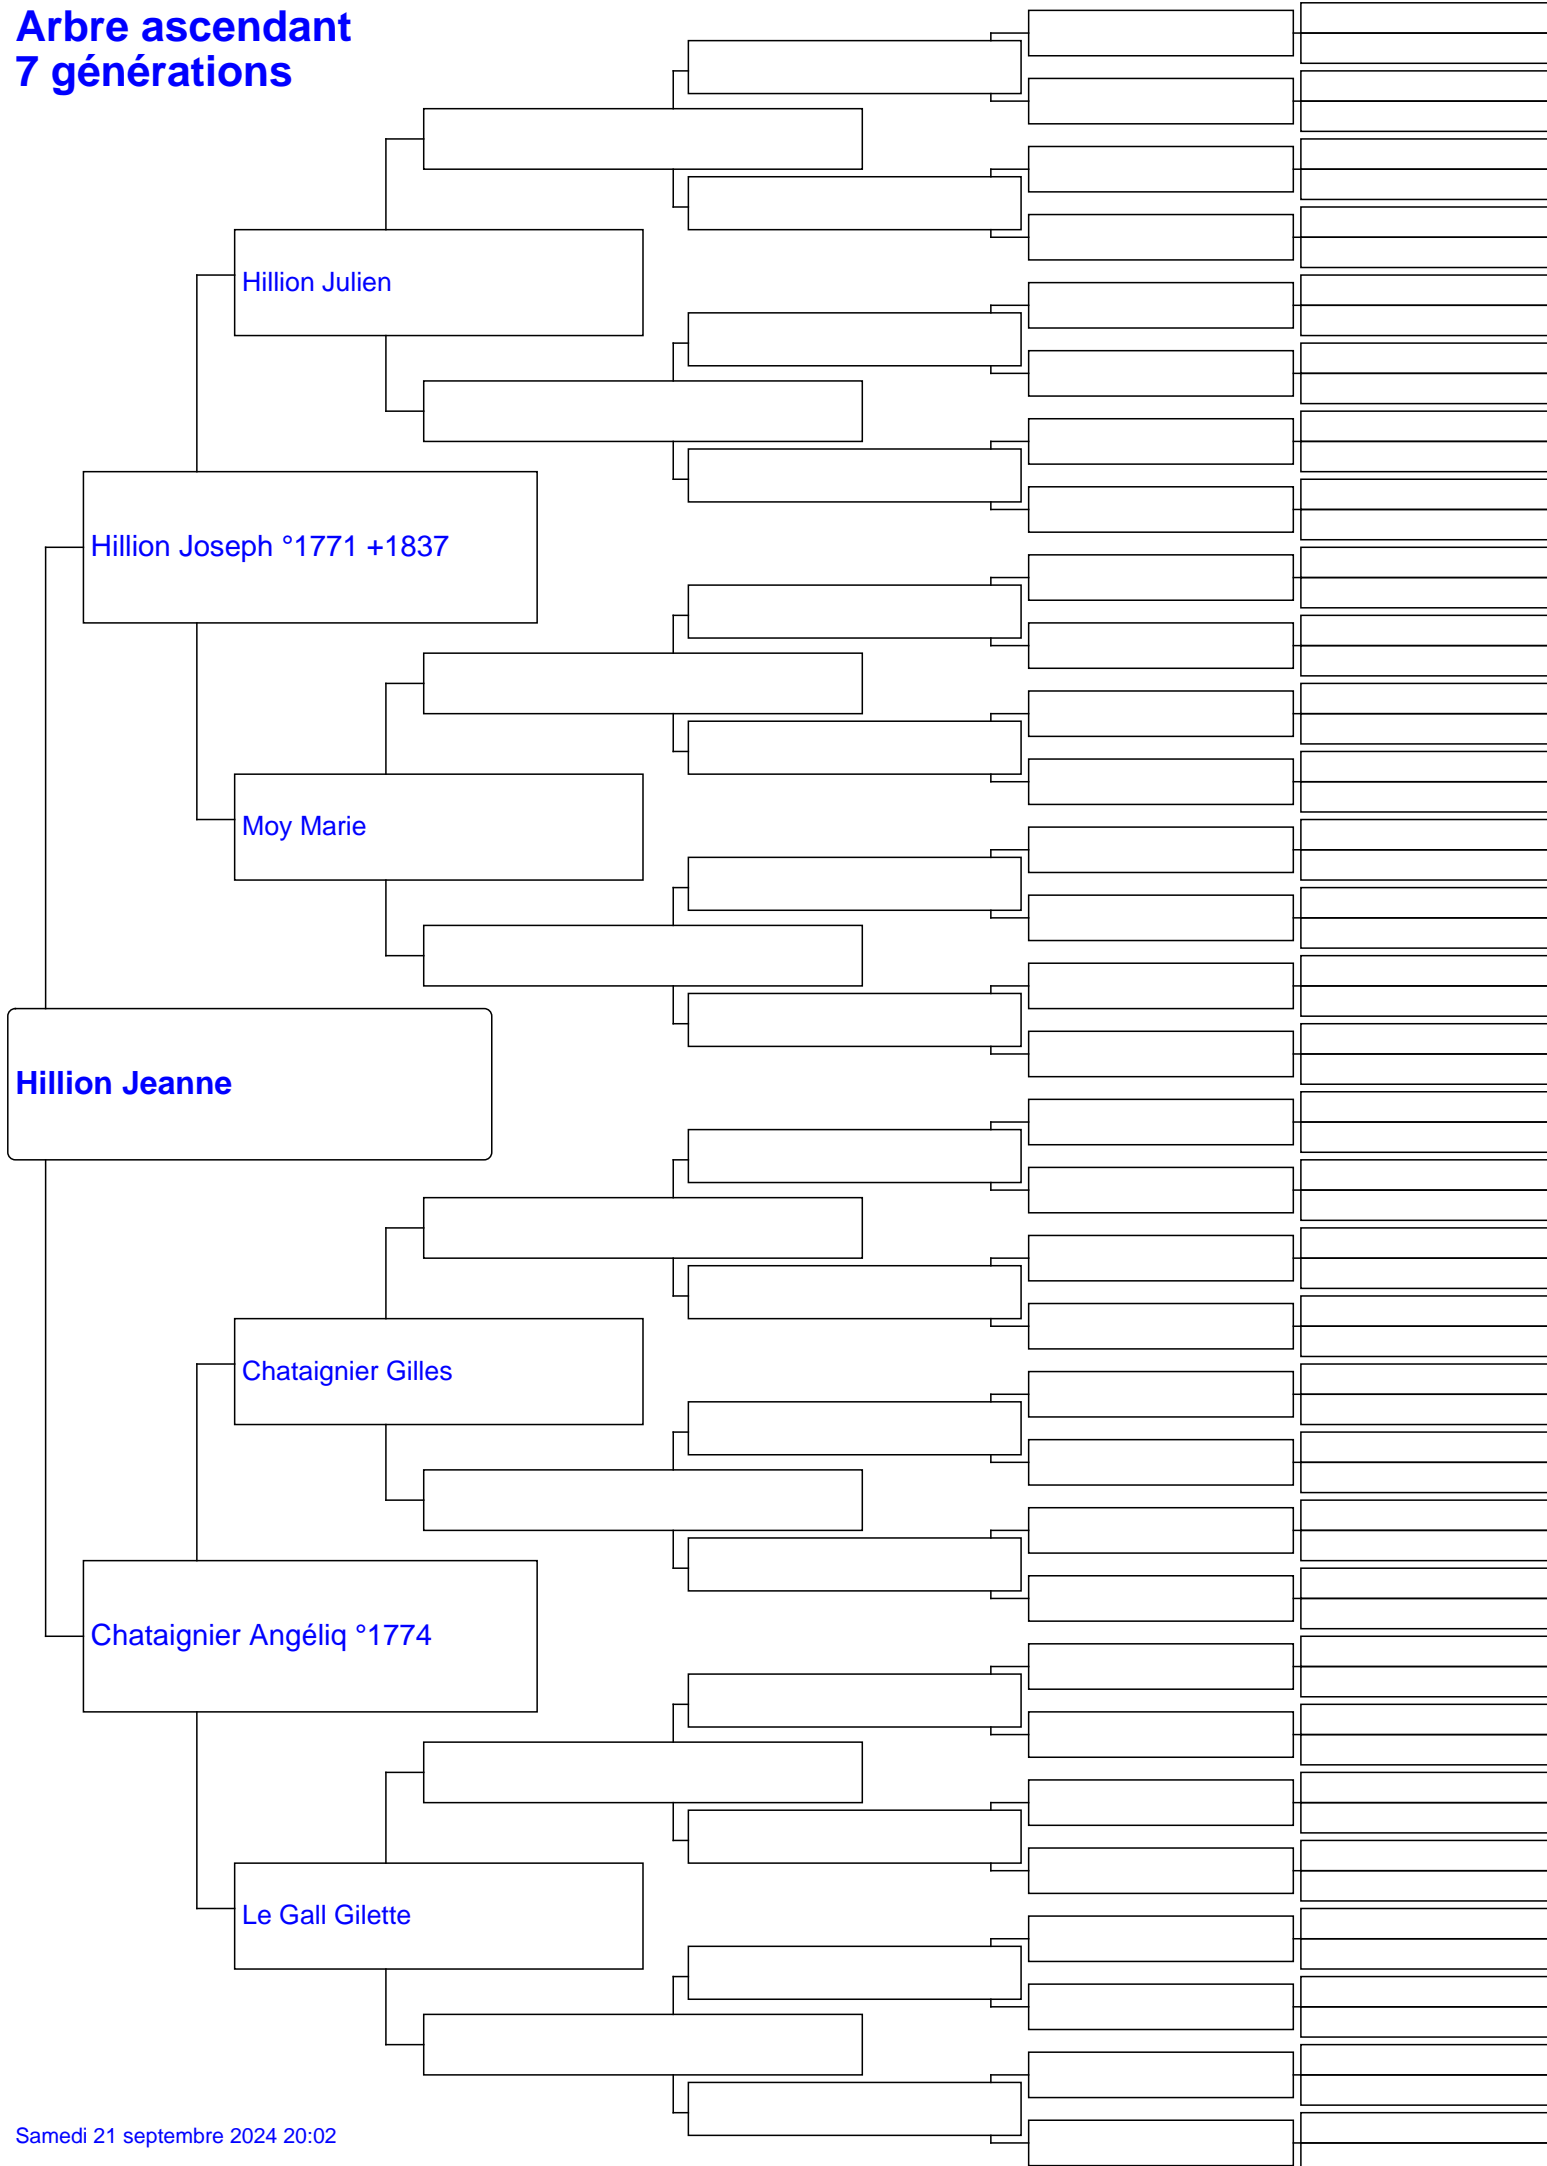 Arbre ascendant
7 générations
Hillion Julien
Hillion Joseph °1771 +1837
Moy Marie
Hillion Jeanne
Chataignier Gilles
Chataignier Angéliq °1774
Le Gall Gilette
Samedi 21 septembre 2024 20:02